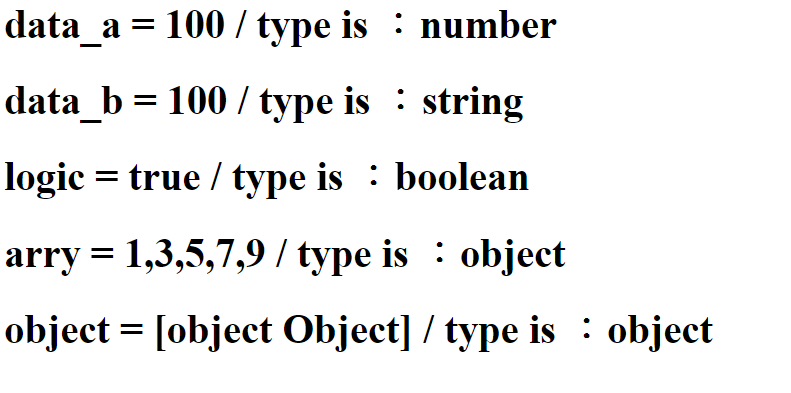 data_a = 100 / type is ：number
data_b = 100 / type is ：string
logic = true / type is ：boolean
arry = 1,3,5,7,9 / type is ：object
object = [object Object] / type is ：object